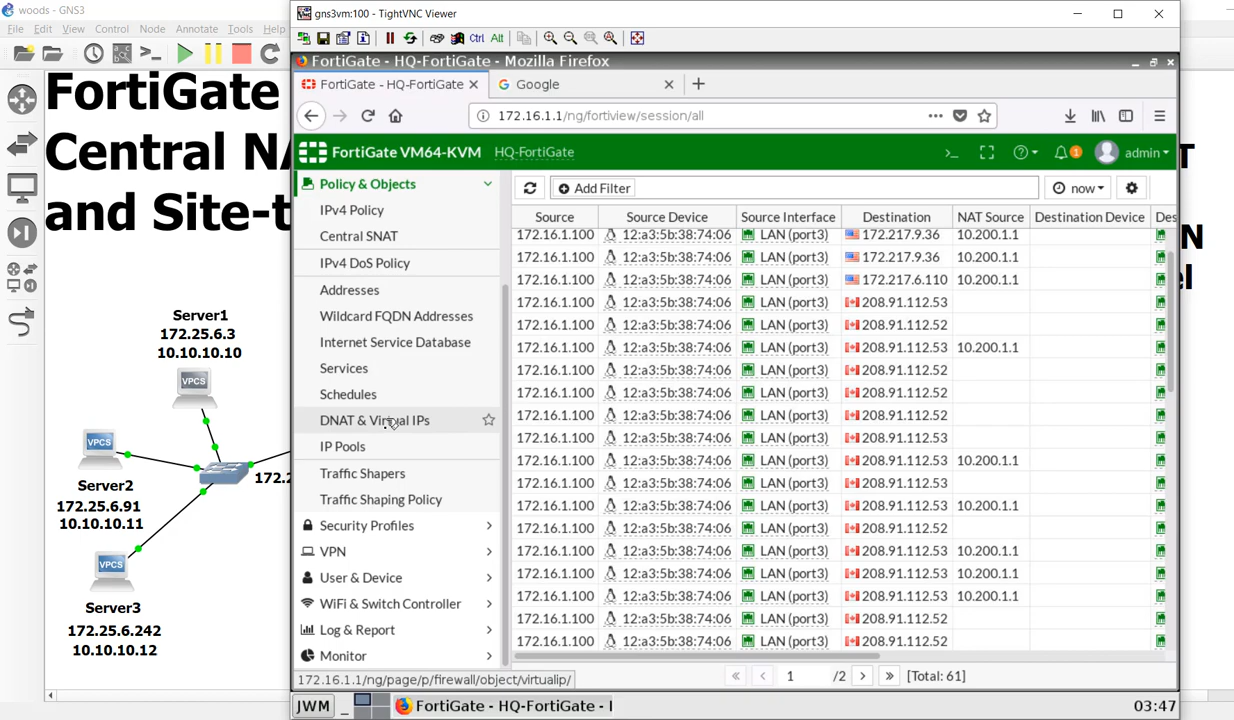 woods - GNS3
File Edit View Control Node Annotate Tools Help
FortiGate
Central NA
and Site-t
T
N
el
Server1
172.25.6.3
10.10.10.10
VPCS
VPCS
Server2
172.25.6.91
10.10.10.11
172.2
VPCS
Server3
172.25.6.242
10.10.10.12
gns3vm:100 - TightVNC Viewer
Ctrl Alt
FortiGate - HQ-FortiGate - Mozilla Firefox
FortiGate - HQ-FortiGate
Google
172.16.1.1/ng/fortiview/session/all
FortiGate VM64-KVM HQ-FortiGate
1 admin
Policy & Objects
IPv4 Policy
Central SNAT
IPv4 DoS Policy
Addresses
Wildcard FQDN Addresses
Internet Service Database
Services
Schedules
DNAT & Virtual IPs
IP Pools
Traffic Shapers
Traffic Shaping Policy
Security Profiles
VPN
User & Device
WiFi & Switch Controller
Log & Report
Monitor
Add Filter
now
Source Source Device Source Interface Destination NAT Source Destination Device Des
172.16.1.100 12:a3:5b:38:74:06 LAN (port3) 172.217.9.36 10.200.1.1
172.16.1.100 12:a3:5b:38:74:06 LAN (port3) 172.217.9.36 10.200.1.1
172.16.1.100 12:a3:5b:38:74:06 LAN (port3) 172.217.6.110 10.200.1.1
172.16.1.100 12:a3:5b:38:74:06 LAN (port3) 208.91.112.53
172.16.1.100 12:a3:5b:38:74:06 LAN (port3) 208.91.112.52
172.16.1.100 12:a3:5b:38:74:06 LAN (port3) 208.91.112.53 10.200.1.1
172.16.1.100 12:a3:5b:38:74:06 LAN (port3) 208.91.112.52
172.16.1.100 12:a3:5b:38:74:06 LAN (port3) 208.91.112.52
172.16.1.100 12:a3:5b:38:74:06 LAN (port3) 208.91.112.52
172.16.1.100 12:a3:5b:38:74:06 LAN (port3) 208.91.112.53
172.16.1.100 12:a3:5b:38:74:06 LAN (port3) 208.91.112.53 10.200.1.1
172.16.1.100 12:a3:5b:38:74:06 LAN (port3) 208.91.112.52
172.16.1.100 12:a3:5b:38:74:06 LAN (port3) 208.91.112.53 10.200.1.1
172.16.1.100 12:a3:5b:38:74:06 LAN (port3) 208.91.112.52
172.16.1.100 12:a3:5b:38:74:06 LAN (port3) 208.91.112.53 10.200.1.1
172.16.1.100 12:a3:5b:38:74:06 LAN (port3) 208.91.112.53 10.200.1.1
172.16.1.100 12:a3:5b:38:74:06 LAN (port3) 208.91.112.53 10.200.1.1
172.16.1.100 12:a3:5b:38:74:06 LAN (port3) 208.91.112.52
172.16.1.100 12:a3:5b:38:74:06 LAN (port3) 208.91.112.52
172.16.1.1/ng/page/p/firewall/object/virtualip/
1 /2 [Total: 61]
JWM
FortiGate - HQ-FortiGate - I
03:47